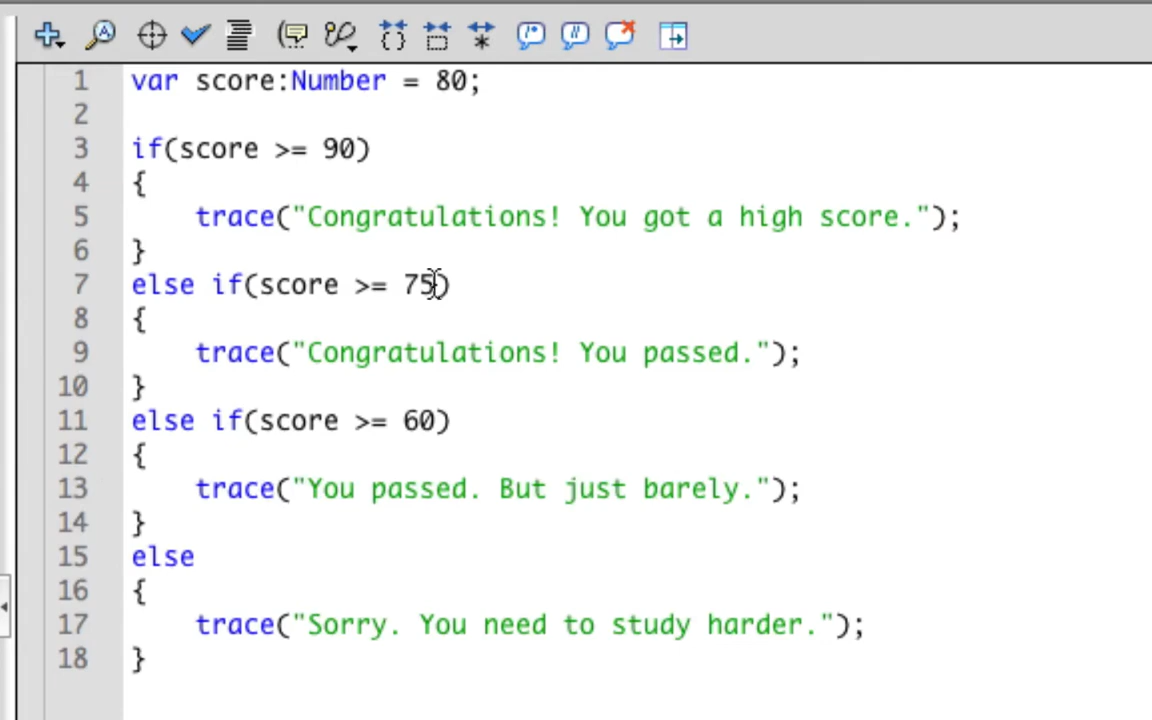 1 var score:Number = 80;
2
3 if(score >= 90)
4 {
5     trace("Congratulations! You got a high score.");
6 }
7 else if(score >= 75)
8 {
9     trace("Congratulations! You passed.");
10 }
11 else if(score >= 60)
12 {
13     trace("You passed. But just barely.");
14 }
15 else
16 {
17     trace("Sorry. You need to study harder.");
18 }